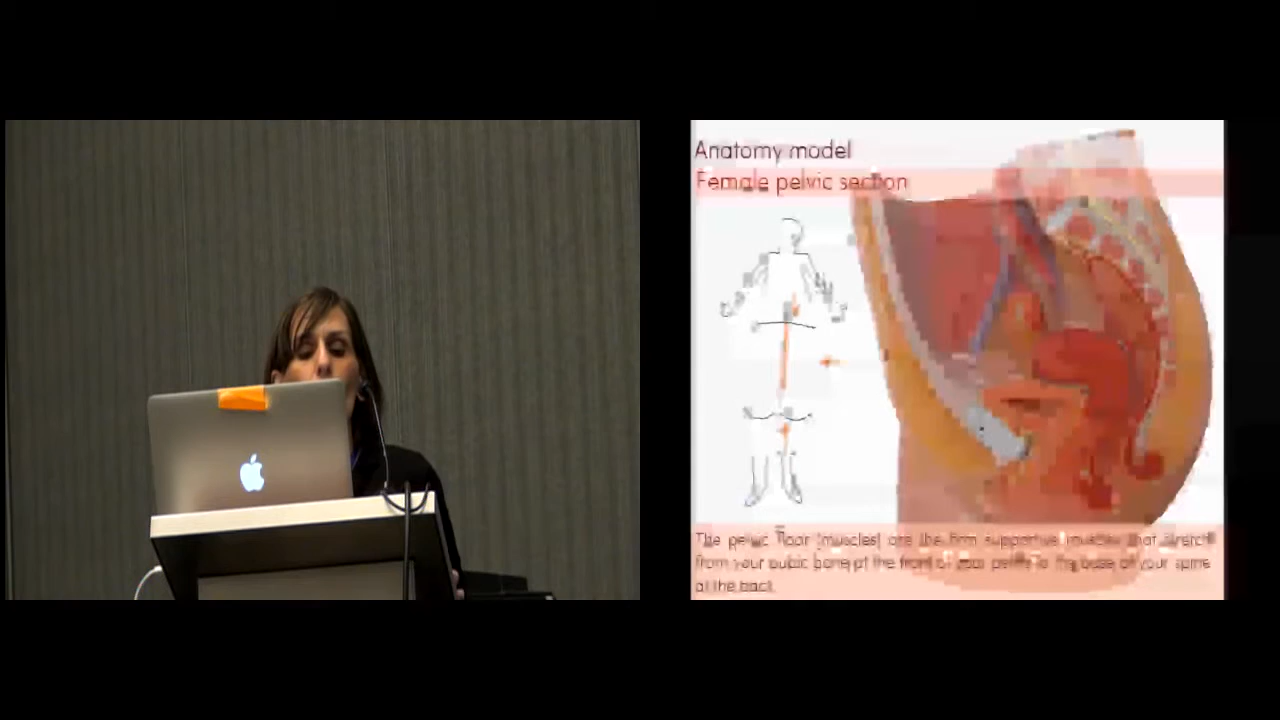 Anatomy model
Female pelvic section
The pelvic floor (muscles) are the firm supportive muscles that stretch
from your pubic bone at the front of your pelvis to the base of your spine
at the back.